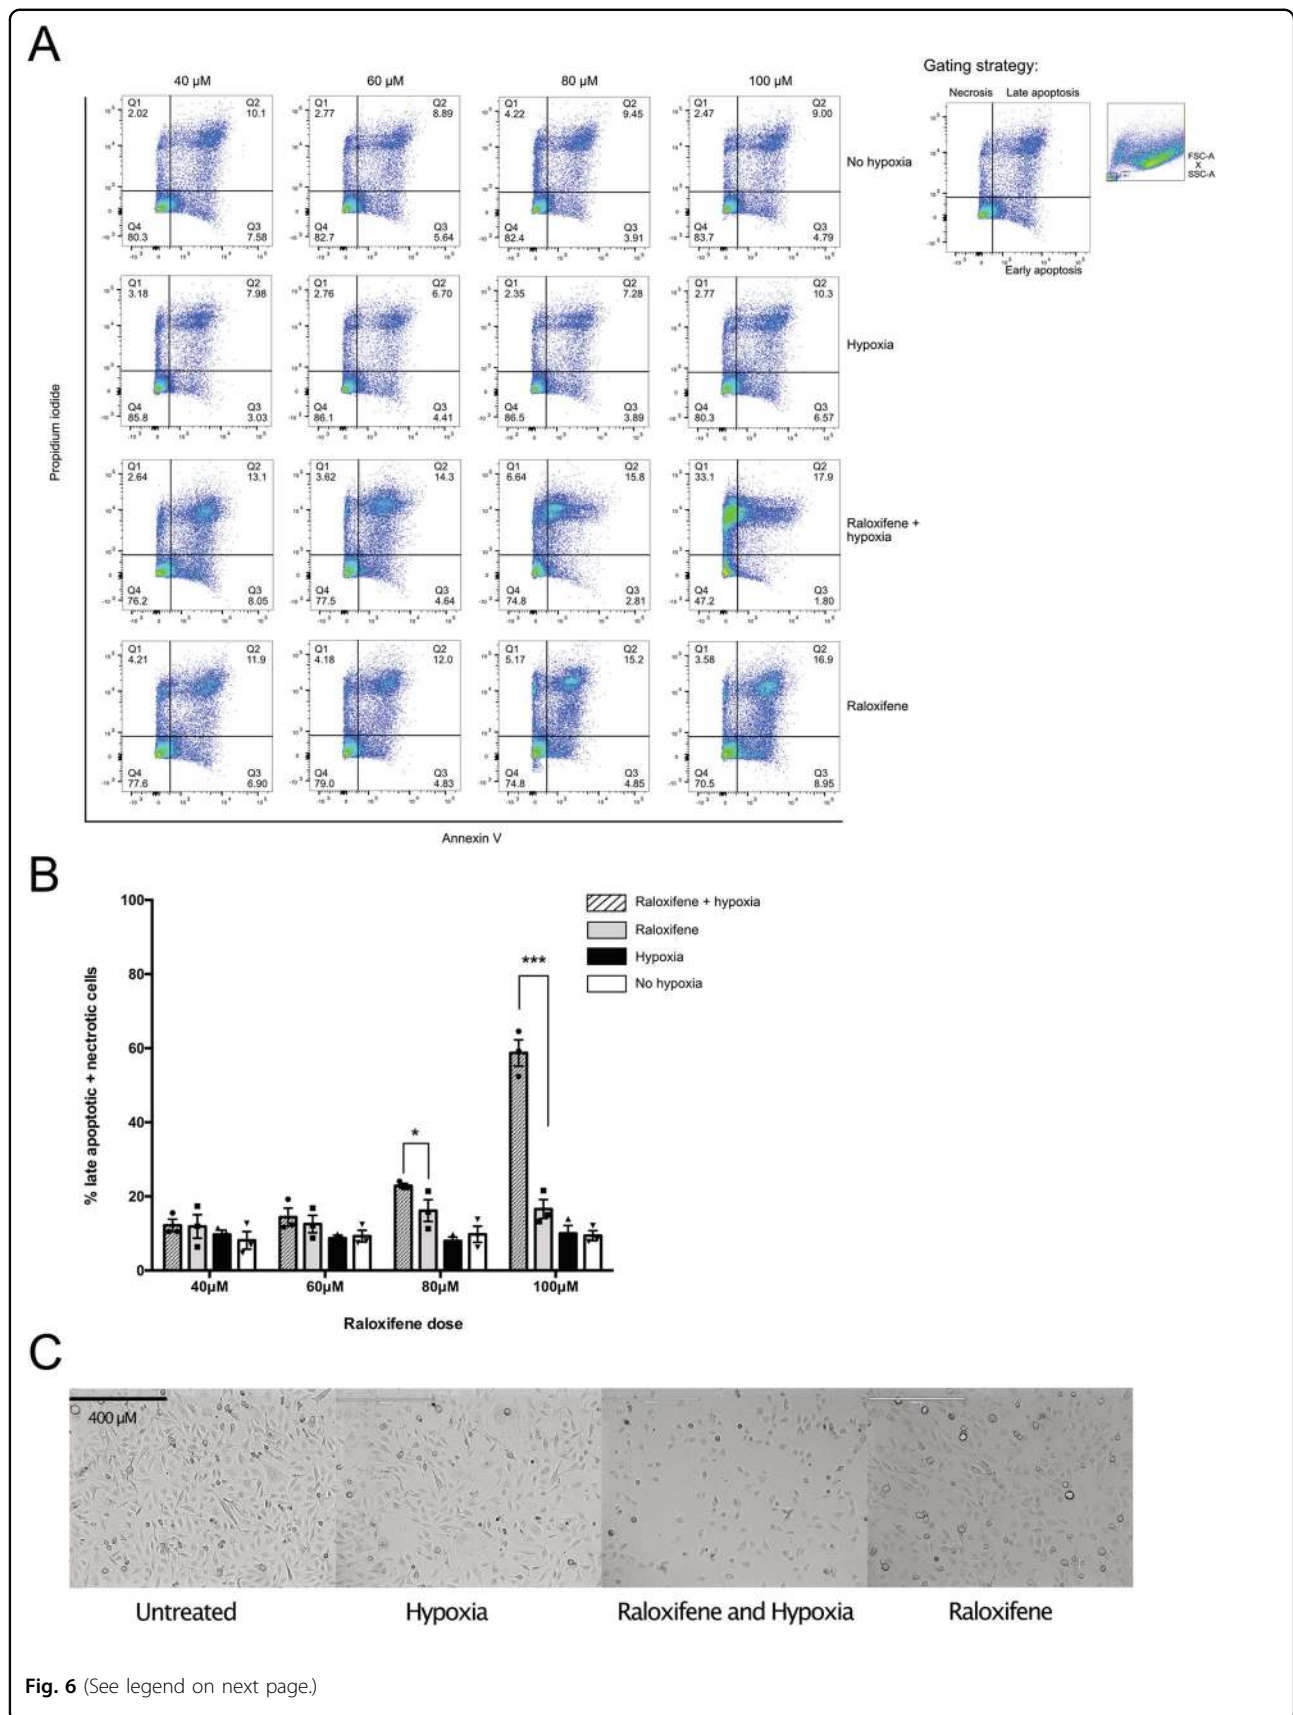 A
40 µM 60 µM 80 µM 100 µM
Gating strategy:
Necrosis Late apoptosis
Early apoptosis
FSC-A
X
SSC-A
Q1 2.02 Q2 10.1 Q4 80.3 Q3 7.58
Q1 2.77 Q2 8.89 Q4 82.7 Q3 5.64
Q1 4.22 Q2 9.45 Q4 82.4 Q3 3.91
Q1 2.47 Q2 9.00 Q4 83.7 Q3 4.79
No hypoxia
Q1 3.18 Q2 7.98 Q4 85.8 Q3 3.03
Q1 2.76 Q2 6.70 Q4 86.1 Q3 4.41
Q1 2.35 Q2 7.28 Q4 86.5 Q3 3.89
Q1 2.77 Q2 10.3 Q4 80.3 Q3 6.57
Hypoxia
Q1 2.64 Q2 13.1 Q4 76.2 Q3 8.05
Q1 3.62 Q2 14.3 Q4 77.5 Q3 4.64
Q1 6.64 Q2 15.8 Q4 74.8 Q3 2.81
Q1 33.1 Q2 17.9 Q4 47.2 Q3 1.80
Raloxifene +
hypoxia
Q1 4.21 Q2 11.9 Q4 77.6 Q3 6.90
Q1 4.18 Q2 12.0 Q4 79.0 Q3 4.83
Q1 5.17 Q2 15.2 Q4 74.8 Q3 4.85
Q1 3.58 Q2 16.9 Q4 70.5 Q3 8.95
Raloxifene
Propidium iodide
Annexin V
B
% late apoptotic + nectrotic cells
100
80
60
40
20
0
*
***
Raloxifene + hypoxia
Raloxifene
Hypoxia
No hypoxia
40µM 60µM 80µM 100µM
Raloxifene dose
C
400 µM
Untreated Hypoxia Raloxifene and Hypoxia Raloxifene
Fig. 6 (See legend on next page.)